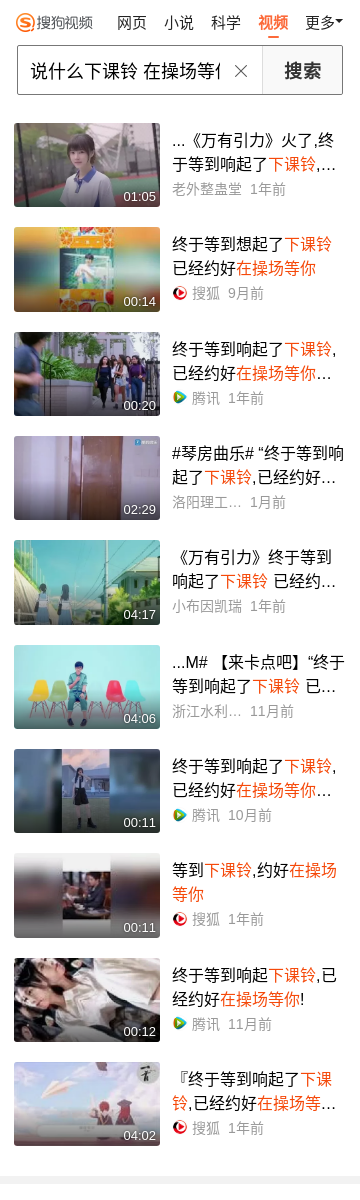 搜狗视频 网页 小说 科学 视频 更多
说什么下课铃 在操场等 搜索
01:05
...《万有引力》火了,终
于等到响起了下课铃,...
老外整蛊堂 1年前
00:14
终于等到想起了下课铃
已经约好在操场等你
搜狐 9月前
00:20
终于等到响起了下课铃,
已经约好在操场等你...
腾讯 1年前
02:29
#琴房曲乐# “终于等到响
起了下课铃,已经约好...
洛阳理工... 1月前
04:17
《万有引力》终于等到
响起了下课铃 已经约...
小布因凯瑞 1年前
04:06
...M# 【来卡点吧】“终于
等到响起了下课铃 已...
浙江水利... 11月前
00:11
终于等到响起了下课铃,
已经约好在操场等你...
腾讯 10月前
00:11
等到下课铃,约好在操场
等你
搜狐 1年前
00:12
终于等到响起下课铃,已
经约好在操场等你!
腾讯 11月前
04:02
『终于等到响起了下课
铃,已经约好在操场等...
搜狐 1年前